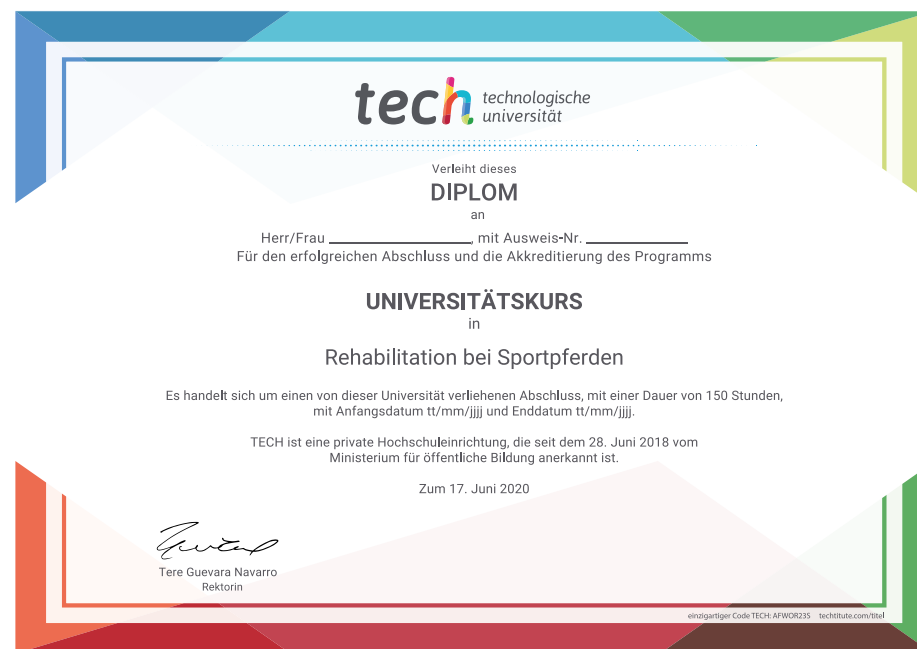 tech technologische
universität
Verleiht dieses
DIPLOM
an
Herr/Frau ____________________, mit Ausweis-Nr. ______________
Für den erfolgreichen Abschluss und die Akkreditierung des Programms
UNIVERSITÄTSKURS
in
Rehabilitation bei Sportpferden
Es handelt sich um einen von dieser Universität verliehenen Abschluss, mit einer Dauer von 150 Stunden,
mit Anfangsdatum tt/mm/jjjj und Enddatum tt/mm/jjjj.
TECH ist eine private Hochschuleinrichtung, die seit dem 28. Juni 2018 vom
Ministerium für öffentliche Bildung anerkannt ist.
Zum 17. Juni 2020
Tere Guevara Navarro
Rektorin
einzigartiger Code TECH: AFWOR23S techtitute.com/titel